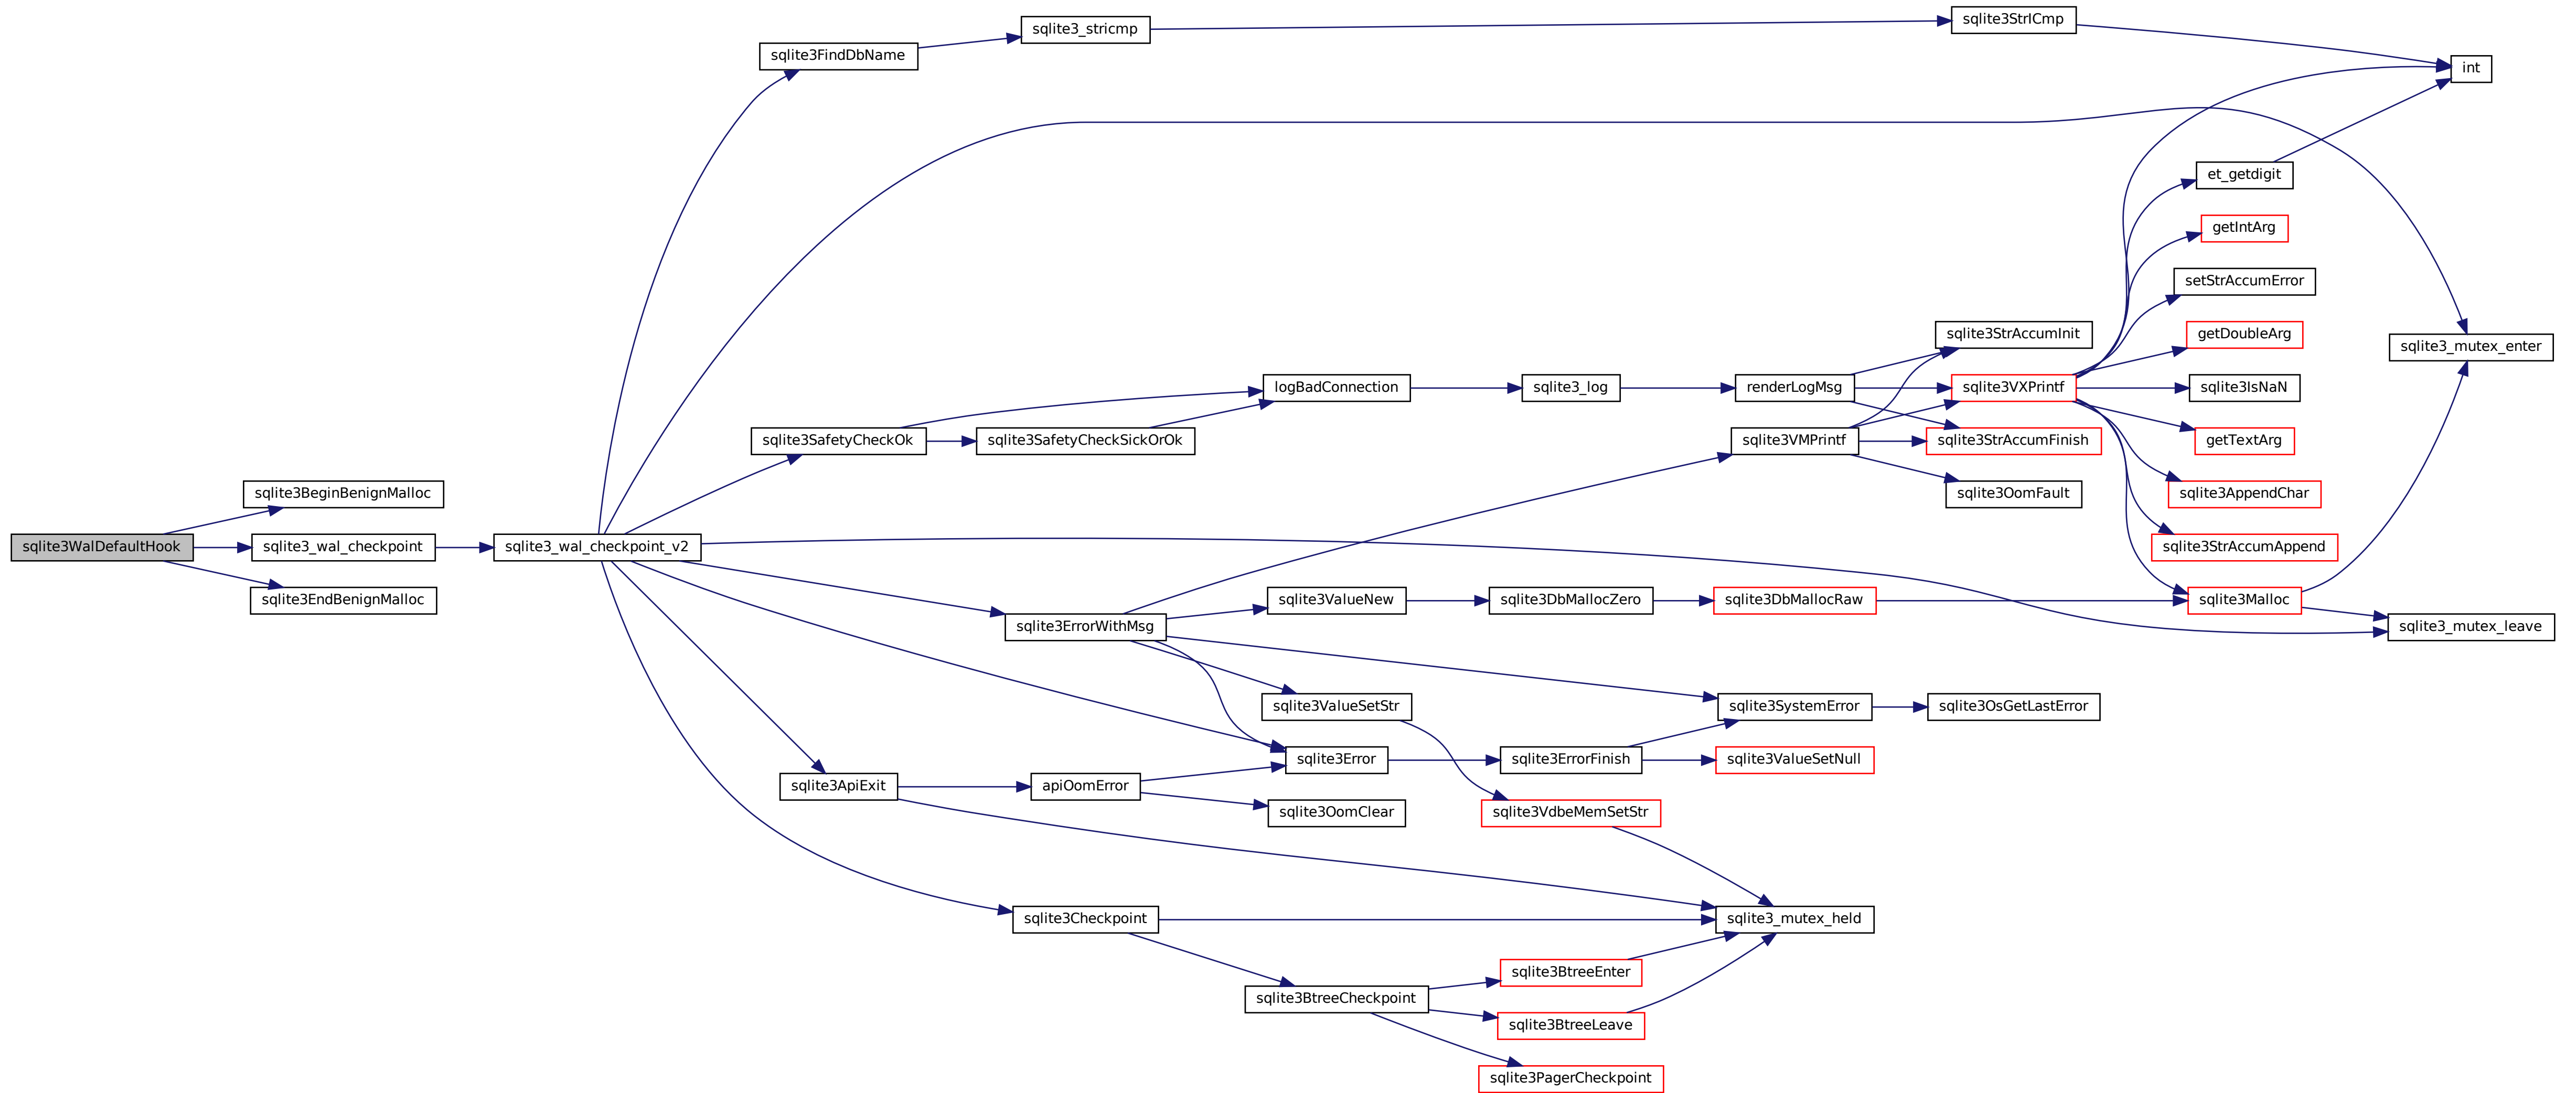 sqlite3StrICmp
sqlite3_stricmp
sqlite3FindDbName
int
et_getdigit
getIntArg
setStrAccumError
sqlite3StrAccumInit
getDoubleArg
sqlite3_mutex_enter
logBadConnection
sqlite3_log
renderLogMsg
sqlite3VXPrintf
sqlite3IsNaN
sqlite3SafetyCheckOk
sqlite3SafetyCheckSickOrOk
sqlite3VMPrintf
sqlite3StrAccumFinish
getTextArg
sqlite3BeginBenignMalloc
sqlite3OomFault
sqlite3AppendChar
sqlite3WalDefaultHook
sqlite3_wal_checkpoint
sqlite3_wal_checkpoint_v2
sqlite3StrAccumAppend
sqlite3EndBenignMalloc
sqlite3ValueNew
sqlite3DbMallocZero
sqlite3DbMallocRaw
sqlite3Malloc
sqlite3ErrorWithMsg
sqlite3_mutex_leave
sqlite3ValueSetStr
sqlite3SystemError
sqlite3OsGetLastError
sqlite3Error
sqlite3ErrorFinish
sqlite3ValueSetNull
sqlite3ApiExit
apiOomError
sqlite3OomClear
sqlite3VdbeMemSetStr
sqlite3Checkpoint
sqlite3_mutex_held
sqlite3BtreeEnter
sqlite3BtreeCheckpoint
sqlite3BtreeLeave
sqlite3PagerCheckpoint